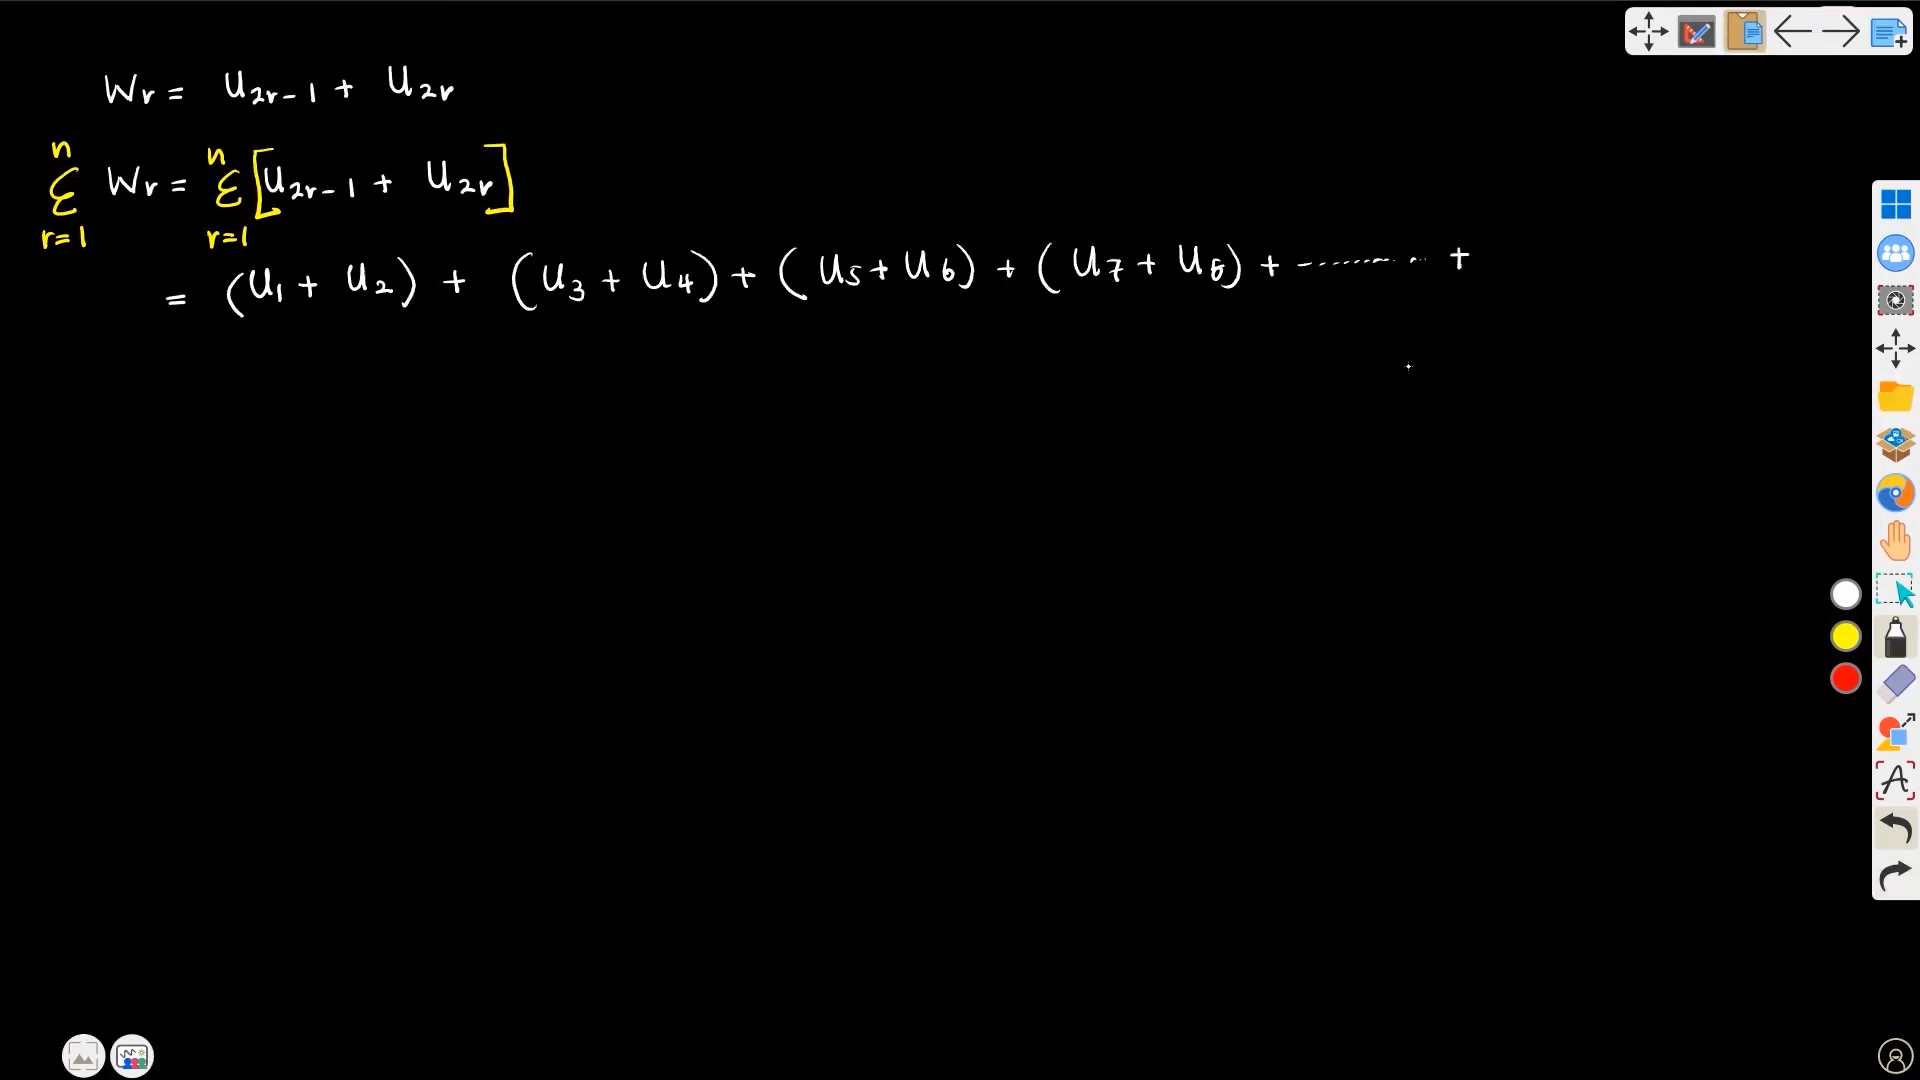 Wr = U2r-1 + U2r
n n
Σ Wr = Σ [U2r-1 + U2r]
r=1 r=1
= (U1 + U2) + (U3 + U4) + (U5 + U6) + (U7 + U8) + ......... +